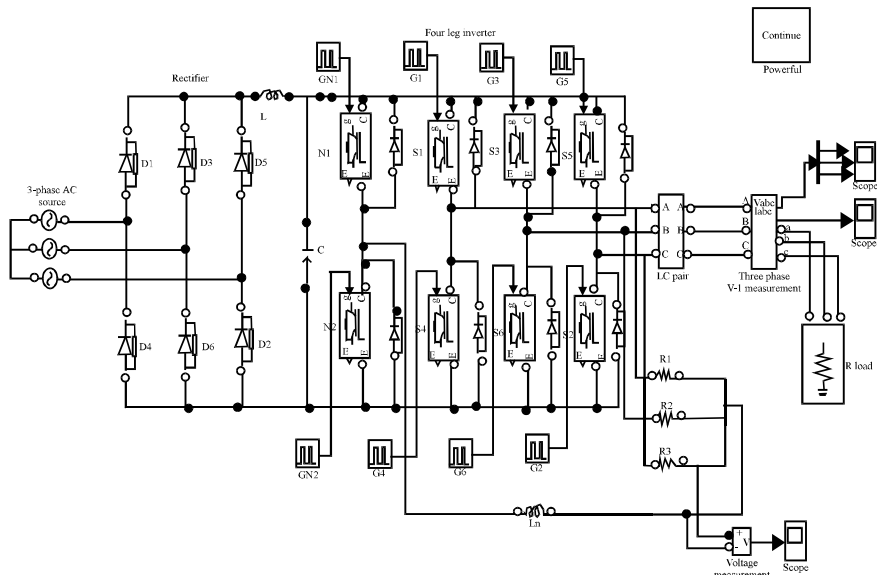 Continue
Powerful
Four leg inverter
GN1
G1
G3
G5
Rectifier
L
g
C
E
E
N1
g
C
E
E
S1
g
C
E
E
S3
g
C
E
E
S5
D1
D3
D5
3-phase AC
source
C
A
B
C
A
B
C
LC pair
A
B
C
Vabc
Iabc
a
b
c
Three phase
V-1 measurement
Scope
Scope
D4
D6
D2
N2
g
C
E
E
S4
g
C
E
E
S6
g
C
E
E
S2
g
C
E
E
R1
R2
R3
R load
GN2
G4
G6
G2
Ln
+
-
V
Voltage
measurement
Scope